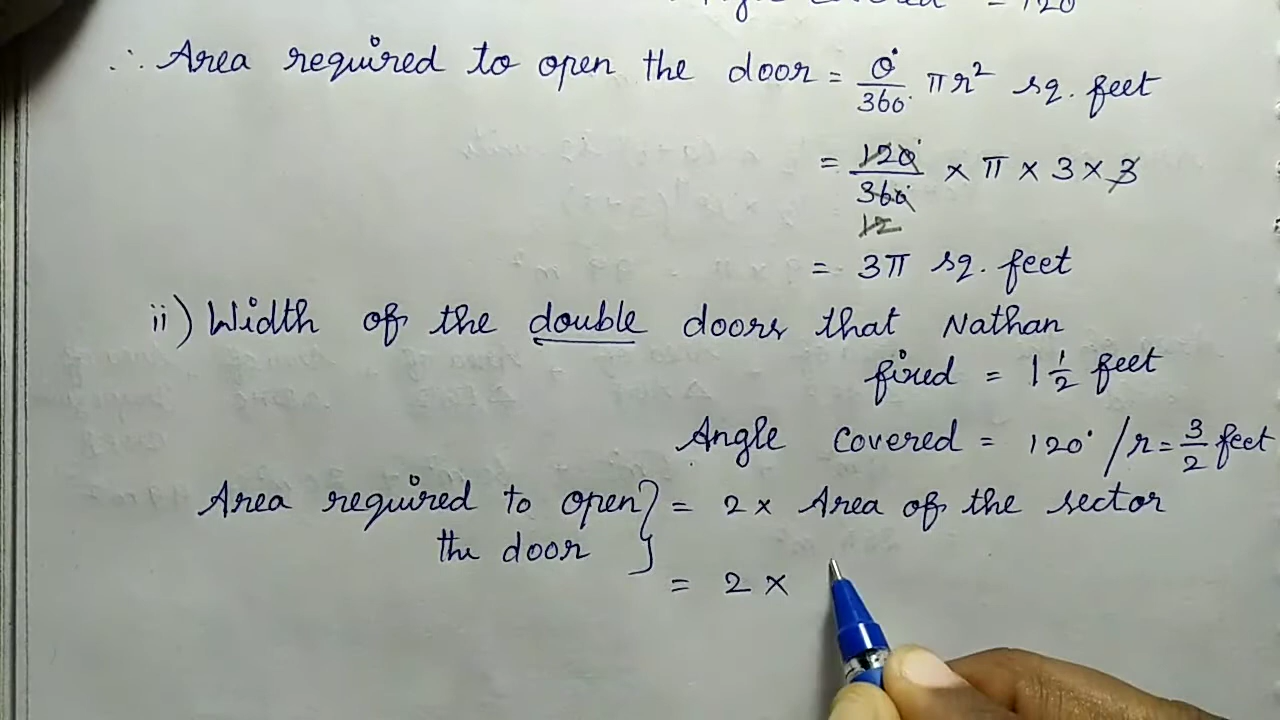 = 120
∴ Area required to open the door = θ°/360° πr² sq. feet
= 120°/360° × π × 3 × 3
12
= 3π sq. feet
ii) Width of the double doors that Nathan
fixed = 1 1/2 feet
Angle covered = 120° / r = 3/2 feet
Area required to open the door } = 2 × Area of the sector
= 2 ×